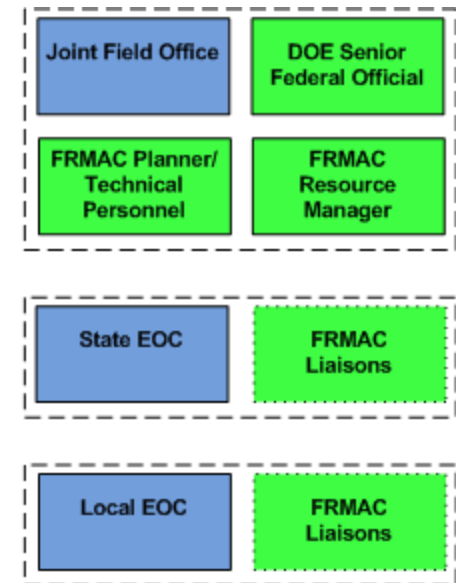 Joint Field Office
DOE Senior
Federal Official
FRMAC Planner/
Technical
Personnel
FRMAC
Resource
Manager
State EOC
FRMAC
Liaisons
Local EOC
FRMAC
Liaisons